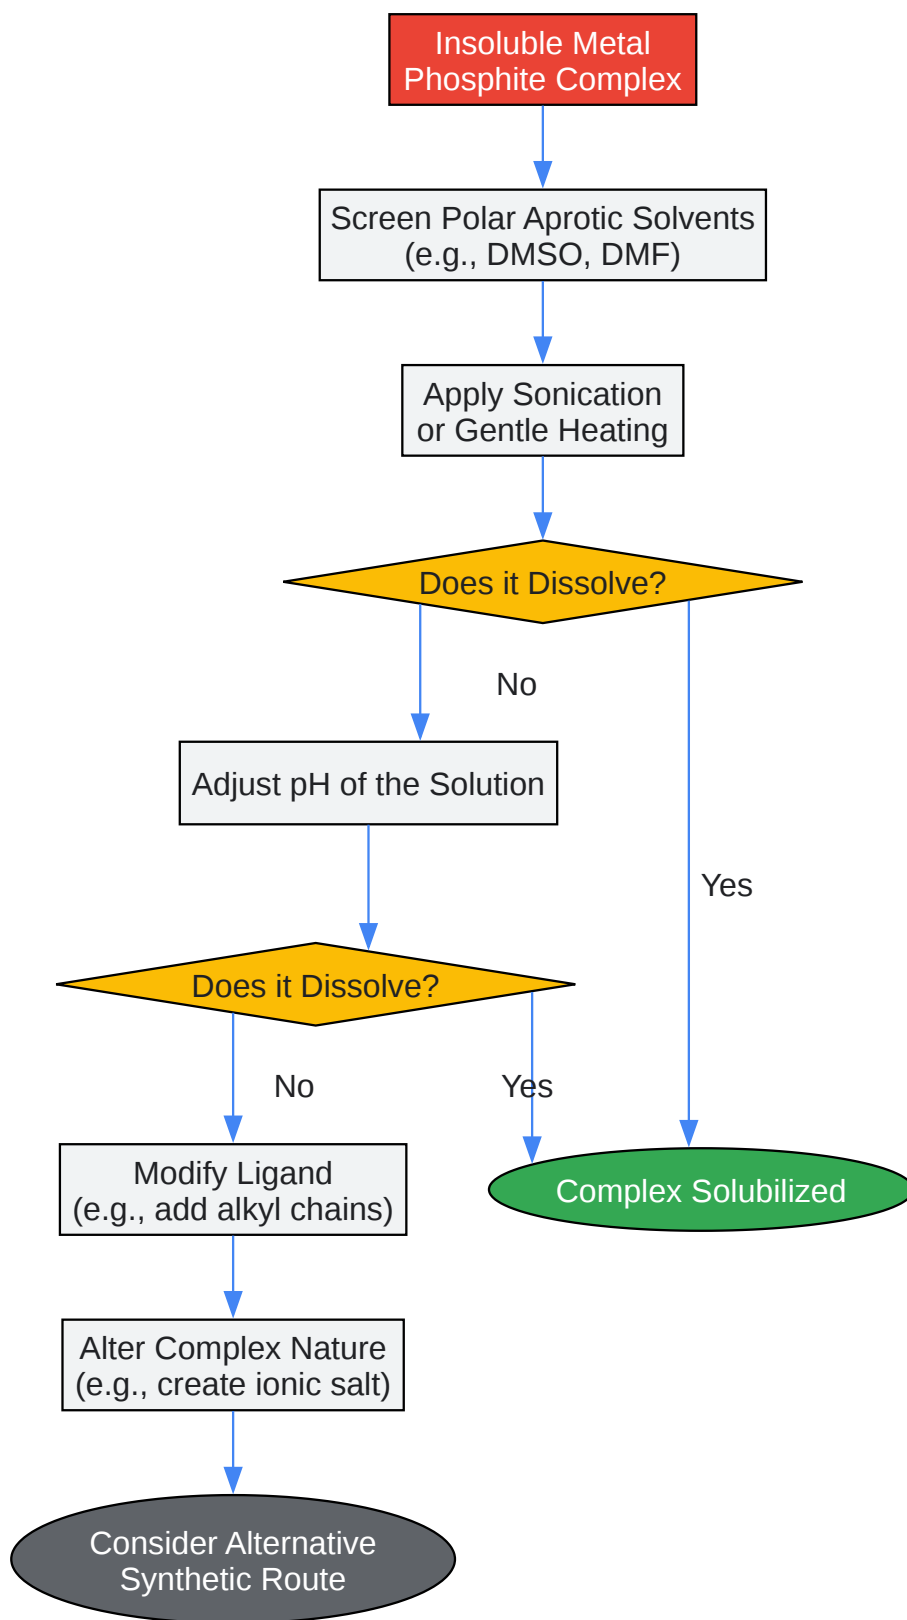 Insoluble Metal
Phosphite Complex
Screen Polar Aprotic Solvents
(e.g., DMSO, DMF)
Apply Sonication
or Gentle Heating
Does it Dissolve?
No
Adjust pH of the Solution
Yes
Does it Dissolve?
No
Yes
Modify Ligand
(e.g., add alkyl chains)
Complex Solubilized
Alter Complex Nature
(e.g., create ionic salt)
Consider Alternative
Synthetic Route